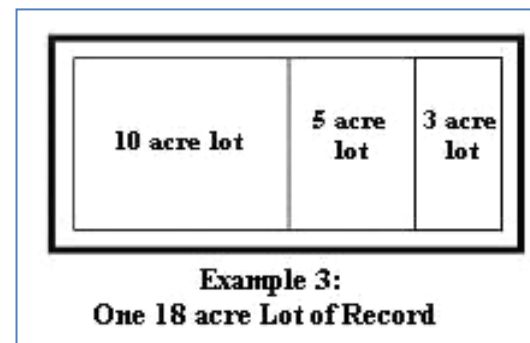 10 acre lot
5 acre
lot
3 acre
lot
Example 3:
One 18 acre Lot of Record